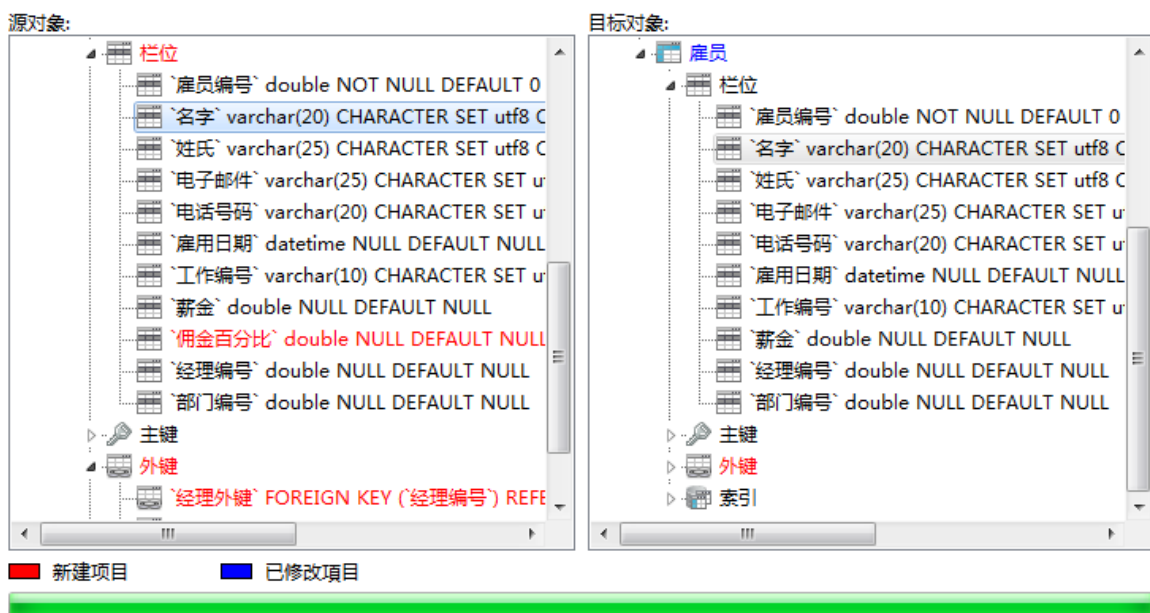 源对象:
栏位
`雇员编号` double NOT NULL DEFAULT 0
`名字` varchar(20) CHARACTER SET utf8 C
`姓氏` varchar(25) CHARACTER SET utf8 C
`电子邮件` varchar(25) CHARACTER SET u
`电话号码` varchar(20) CHARACTER SET u
`雇用日期` datetime NULL DEFAULT NULL
`工作编号` varchar(10) CHARACTER SET u
`薪金` double NULL DEFAULT NULL
`佣金百分比` double NULL DEFAULT NULL
`经理编号` double NULL DEFAULT NULL
`部门编号` double NULL DEFAULT NULL
主键
外键
`经理外键` FOREIGN KEY (`经理编号`) REFE
目标对象:
雇员
栏位
`雇员编号` double NOT NULL DEFAULT 0
`名字` varchar(20) CHARACTER SET utf8 C
`姓氏` varchar(25) CHARACTER SET utf8 C
`电子邮件` varchar(25) CHARACTER SET u
`电话号码` varchar(20) CHARACTER SET u
`雇用日期` datetime NULL DEFAULT NULL
`工作编号` varchar(10) CHARACTER SET u
`薪金` double NULL DEFAULT NULL
`经理编号` double NULL DEFAULT NULL
`部门编号` double NULL DEFAULT NULL
主键
外键
索引
新建项目
已修改項目